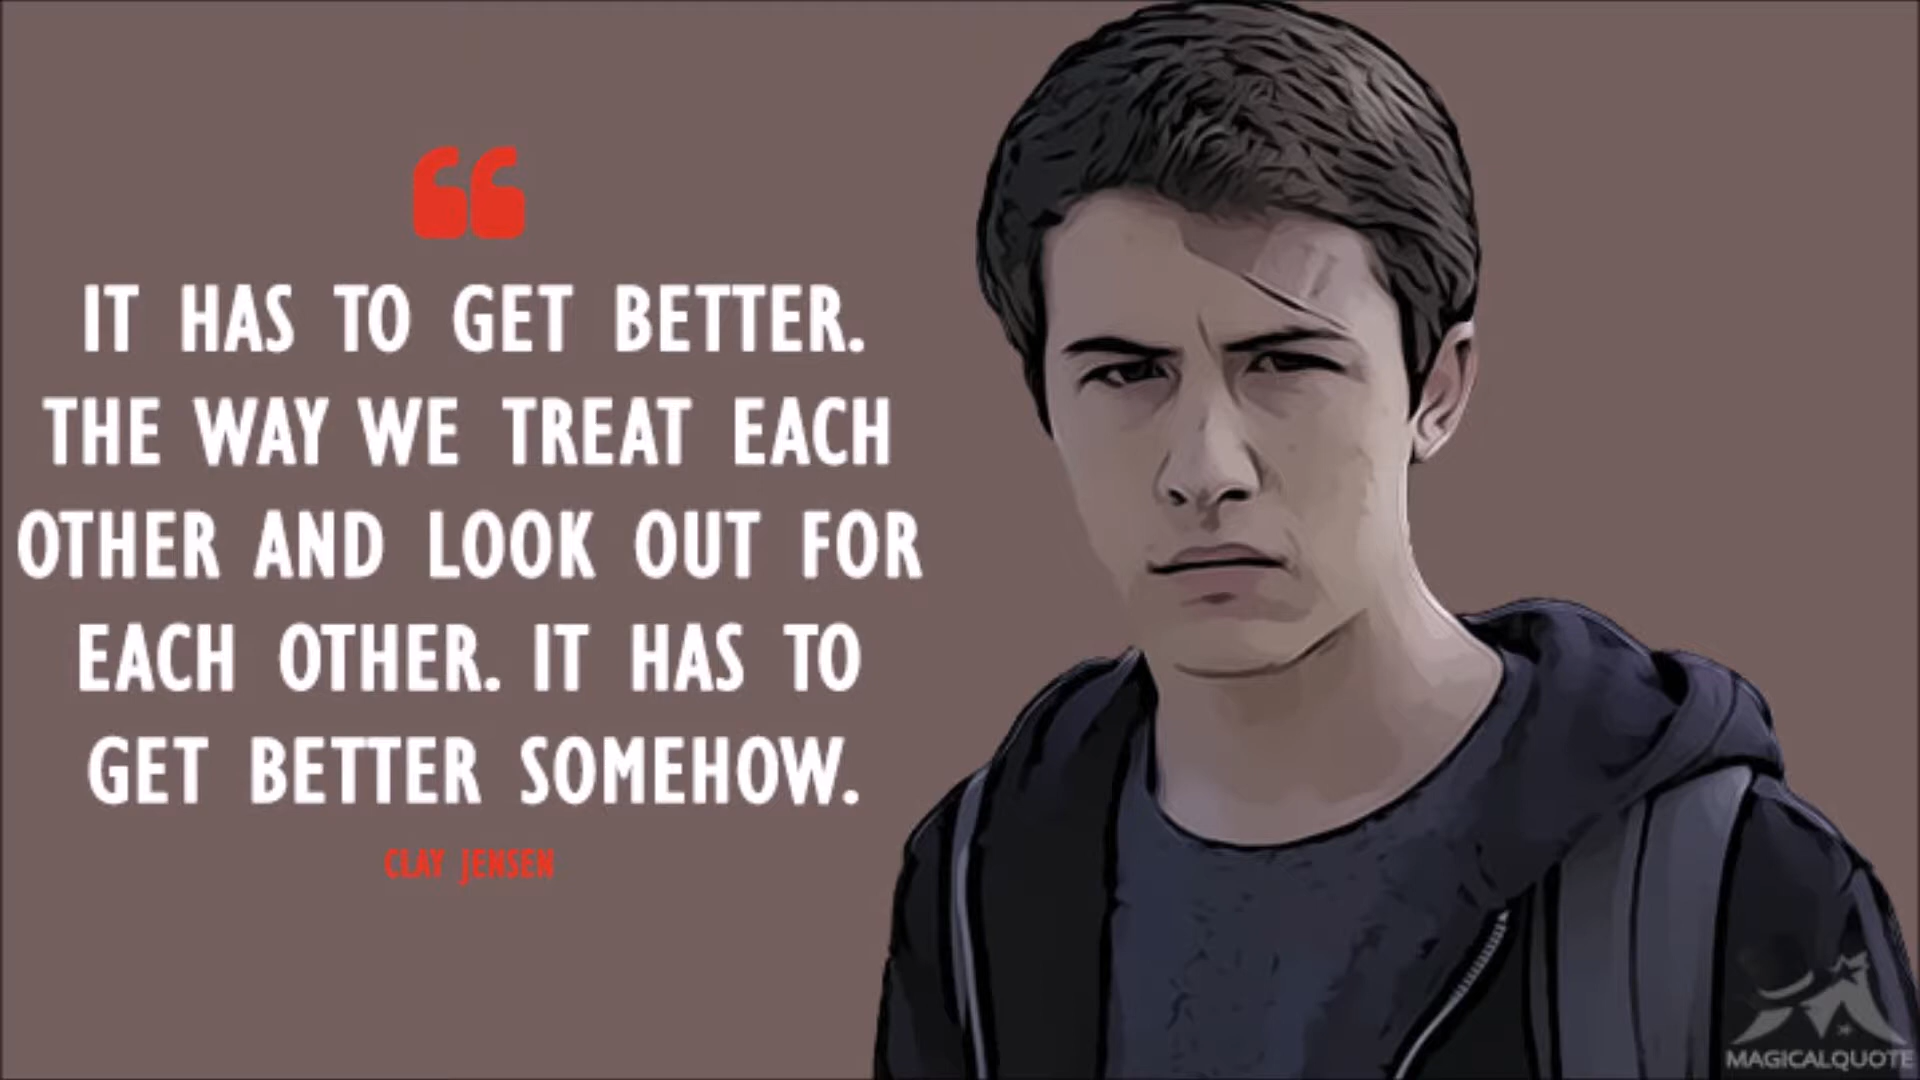 ❝
IT HAS TO GET BETTER.
THE WAY WE TREAT EACH
OTHER AND LOOK OUT FOR
EACH OTHER. IT HAS TO
GET BETTER SOMEHOW.
CLAY JENSEN
MAGICALQUOTE